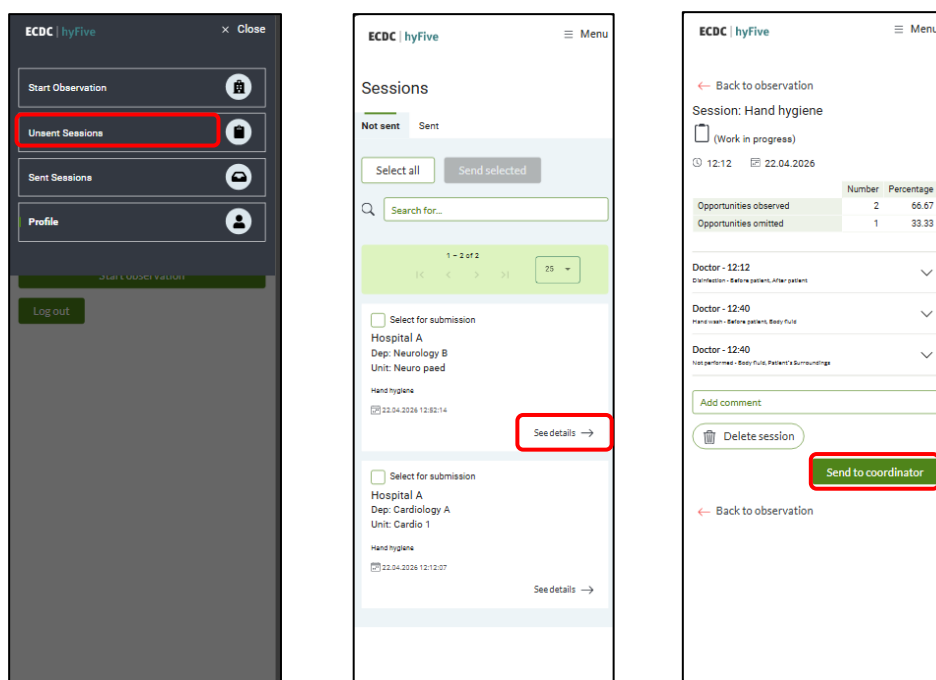 ECDC | hyFive × Close
Start Observation
Unsent Sessions
Sent Sessions
Profile
Start observation
Log out
ECDC | hyFive ☰ Menu
Sessions
Not sent Sent
Select all Send selected
Search for...
1 – 2 of 2
25
Select for submission
Hospital A
Dep: Neurology B
Unit: Neuro paed
Hand hygiene
22.04.2026 12:52:14
See details →
Select for submission
Hospital A
Dep: Cardiology A
Unit: Cardio 1
Hand hygiene
22.04.2026 12:12:07
See details →
ECDC | hyFive ☰ Menu
← Back to observation
Session: Hand hygiene
(Work in progress)
12:12 22.04.2026
Number Percentage
Opportunities observed 2 66.67
Opportunities omitted 1 33.33
Doctor - 12:12
Disinfection - Before patient, After patient
Doctor - 12:40
Hand wash - Before patient, Body fluid
Doctor - 12:40
Not performed - Body fluid, Patient's Surroundings
Add comment
Delete session
Send to coordinator
← Back to observation